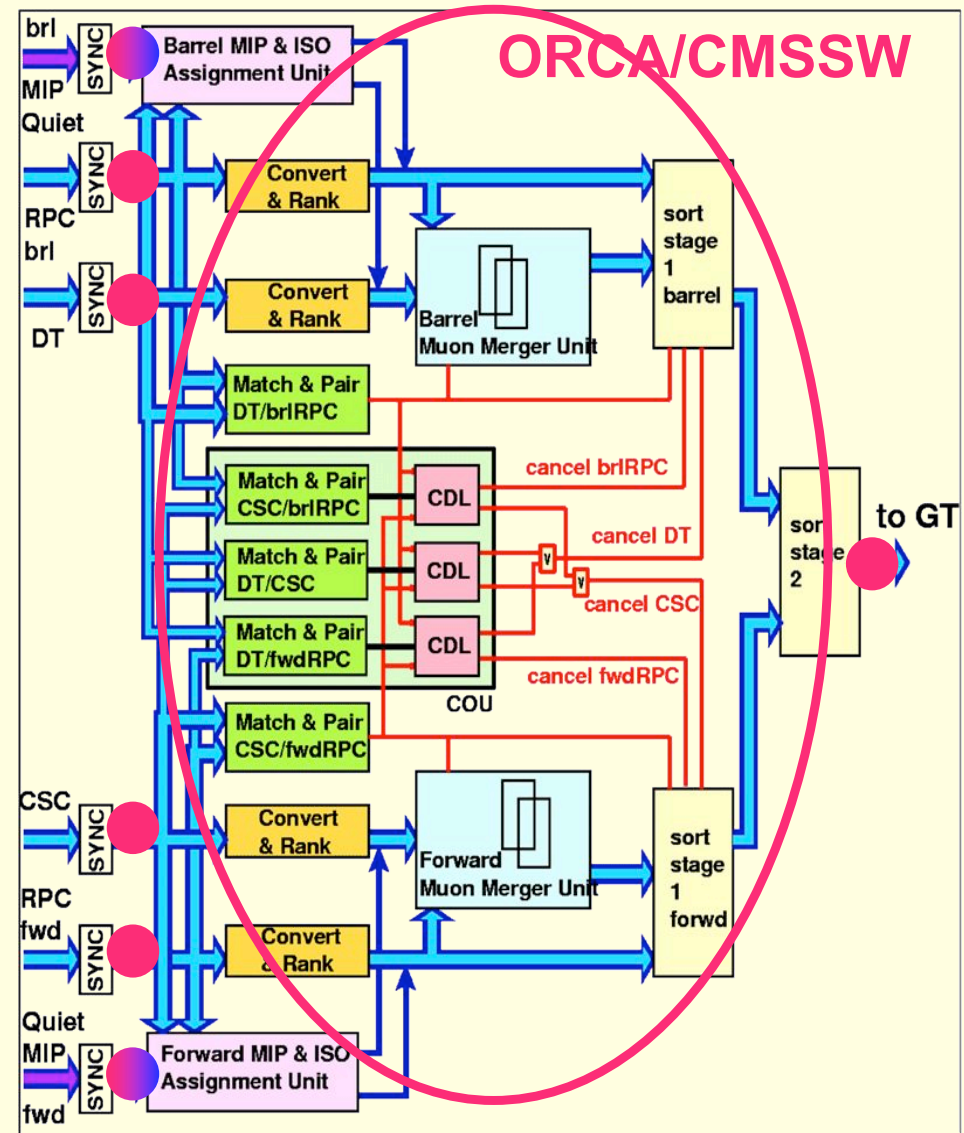 ORCA/CMSSW
brl
MIP
Quiet
SYNC
Barrel MIP & ISO
Assignment Unit
RPC
brl
SYNC
Convert
& Rank
DT
SYNC
Convert
& Rank
Barrel
Muon Merger Unit
sort
stage
1
barrel
Match & Pair
DT/brlRPC
Match & Pair
CSC/brlRPC
CDL
cancel brlRPC
Match & Pair
DT/CSC
CDL
V
cancel DT
V
cancel CSC
Match & Pair
DT/fwdRPC
CDL
cancel fwdRPC
COU
sort
stage
2
to GT
Match & Pair
CSC/fwdRPC
CSC
SYNC
Convert
& Rank
Forward
Muon Merger Unit
sort
stage
1
forwd
RPC
fwd
SYNC
Convert
& Rank
Quiet
MIP
fwd
SYNC
Forward MIP & ISO
Assignment Unit